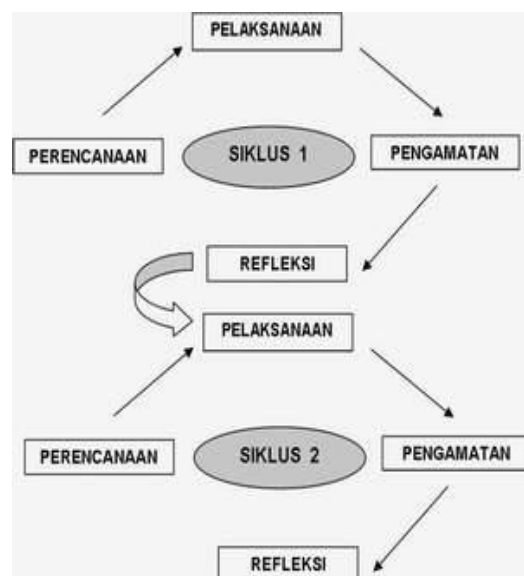 PELAKSANAAN
PERENCANAAN
SIKLUS 1
PENGAMATAN
REFLEKSI
PELAKSANAAN
PERENCANAAN
SIKLUS 2
PENGAMATAN
REFLEKSI